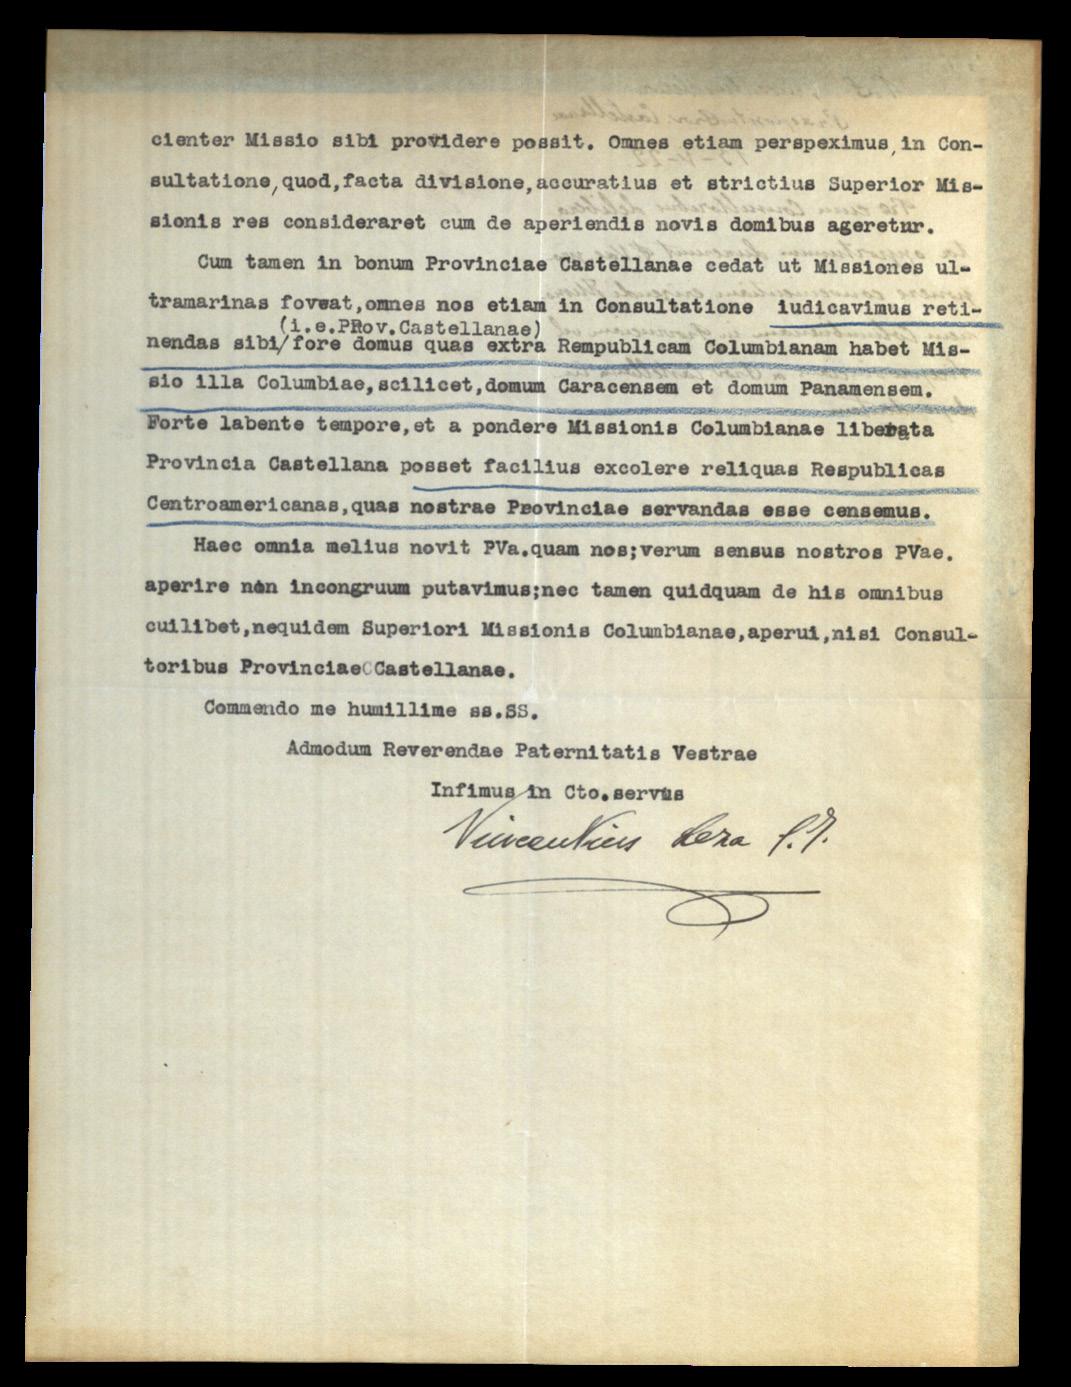 cienter Missio sibi providere possit. Omnes etiam perspeximus, in Con-
sultatione, quod, facta divisione, accuratius et strictius Superior Mis-
sionis res consideraret cum de aperiendis novis domibus ageretur.
Cum tamen in bonum Provinciae Castellanae cedat ut Missiones ul-
tramarinas foveat, omnes nos etiam in Consultatione iudicavimus reti-
(i.e. PRov. Castellanae)
nendas sibi/fore domus quas extra Rempublicam Columbianam habet Mis-
sio illa Columbiae, scilicet, domum Caracensem et domum Panamensem.
Forte labente tempore, et a pondere Missionis Columbianae liberata
Provincia Castellana posset facilius excolere reliquas Respublicas
Centroamericanas, quas nostrae Provinciae servandas esse censemus.
Haec omnia melius novit PVa. quam nos; verum sensus nostros PVae.
aperire non incongruum putavimus; nec tamen quidquam de his omnibus
cuilibet, nequidem Superiori Missionis Columbianae, aperui, nisi Consul-
toribus Provinciae Castellanae.
Commendo me humillime ss.SS.
Admodum Reverendae Paternitatis Vestrae
Infimus in Cto. servus
Vincentius Leza S.J.